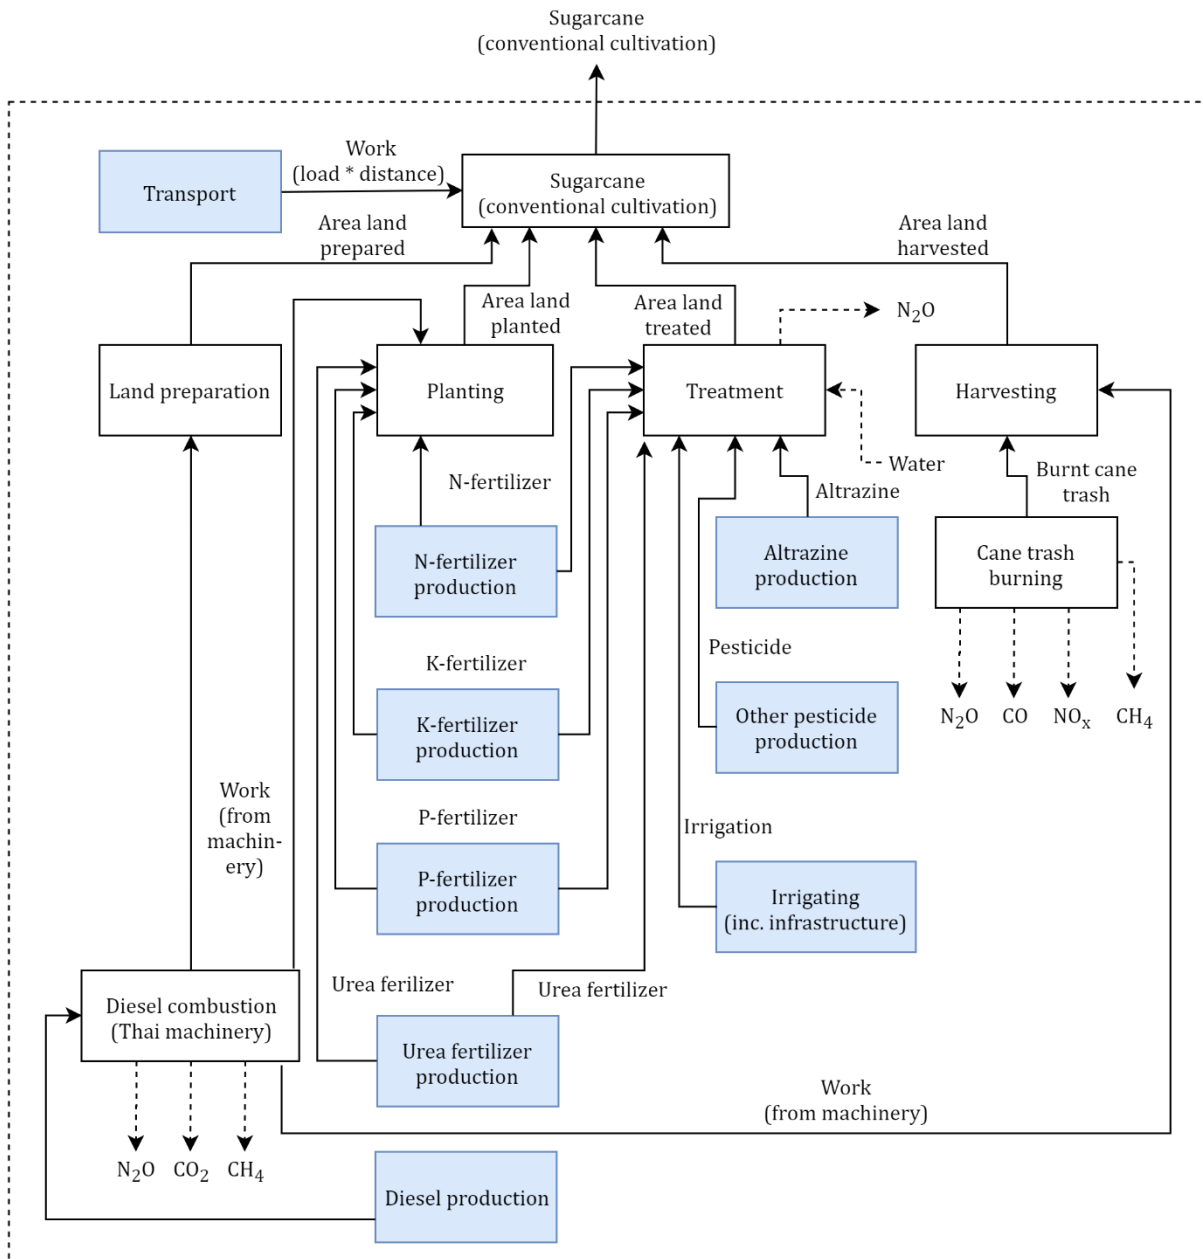 Sugarcane
(conventional cultivation)
Work
(load * distance)
Transport
Sugarcane
(conventional cultivation)
Area land
prepared
Area land
harvested
Area land
planted
Area land
treated
N₂O
Land preparation
Planting
Treatment
Harvesting
Water
N-fertilizer
Altrazine
Burnt cane
trash
N-fertilizer
production
Altrazine
production
Cane trash
burning
K-fertilizer
Pesticide
N₂O
CO
NOₓ
CH₄
K-fertilizer
production
Other pesticide
production
Work
(from
machin-
ery)
P-fertilizer
Irrigation
P-fertilizer
production
Irrigating
(inc. infrastructure)
Urea ferilizer
Urea fertilizer
Diesel combustion
(Thai machinery)
Urea fertilizer
production
Work
(from machinery)
N₂O
CO₂
CH₄
Diesel production